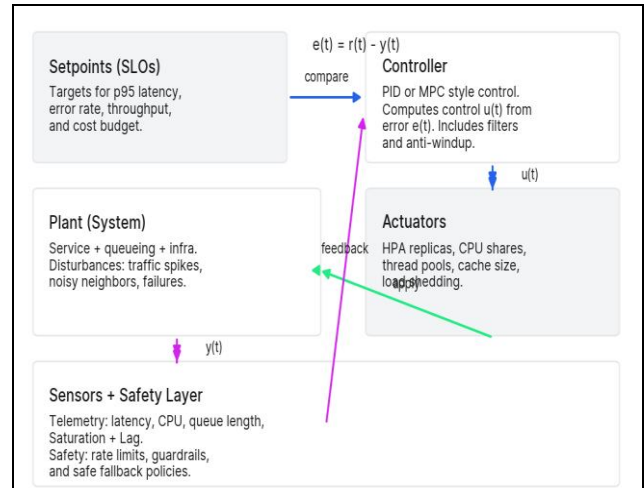 e(t) = r(t) - y(t)
Setpoints (SLOs)
Targets for p95 latency,
error rate, throughput,
and cost budget.
compare
Controller
PID or MPC style control.
Computes control u(t) from
error e(t). Includes filters
and anti-windup.
u(t)
Plant (System)
Service + queueing + infra.
Disturbances: traffic spikes,
noisy neighbors, failures.
feedback
Actuators
HPA replicas, CPU shares,
thread pools, cache size,
load shedding.
apply
y(t)
Sensors + Safety Layer
Telemetry: latency, CPU, queue length,
Saturation + Lag.
Safety: rate limits, guardrails,
and safe fallback policies.